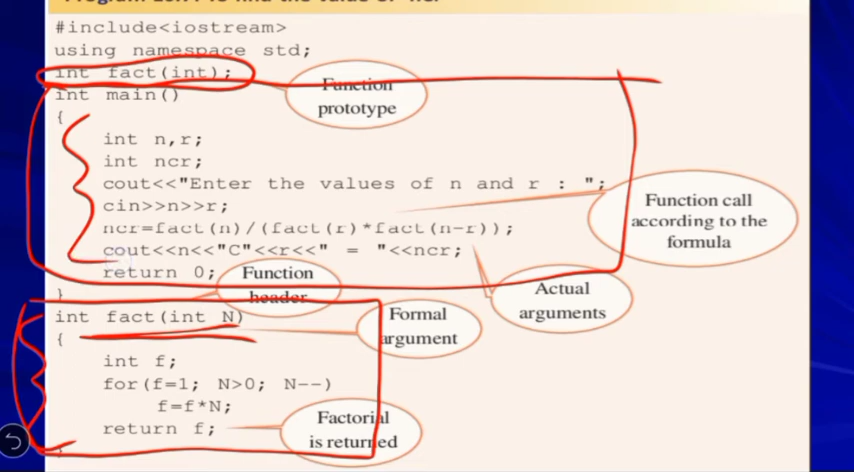 #include<iostream>
using namespace std;
int fact(int);
Function
prototype
int main()
{
int n,r;
int ncr;
cout<<"Enter the values of n and r : ";
cin>>n>>r;
ncr=fact(n)/(fact(r)*fact(n-r));
Function call
according to the
formula
cout<<n<<"C"<<r<<" = "<<ncr;
return 0;
Actual
arguments
}
Function
header
int fact(int N)
Formal
argument
{
int f;
for(f=1; N>0; N--)
f=f*N;
return f;
Factorial
is returned
}